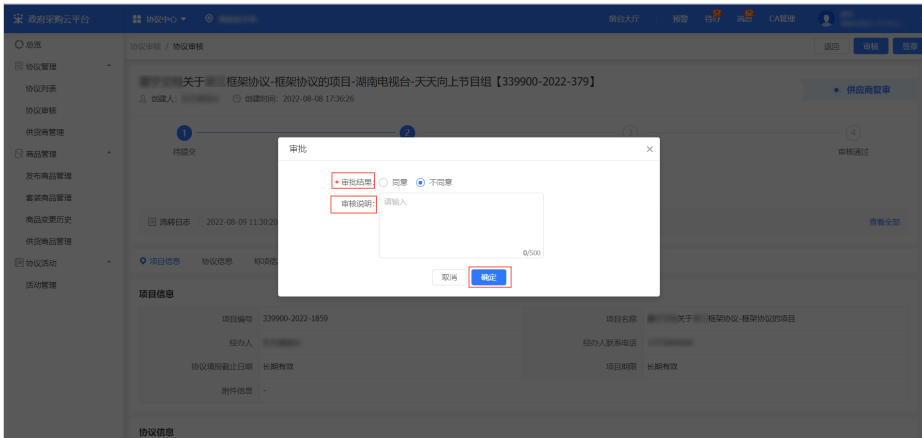 政府采购云平台
协议中心
前台大厅
预警
待办
消息
CA管理
总览
协议管理
协议列表
协议审核
供货商管理
商品管理
发布商品管理
套装商品管理
商品变更历史
供货商品管理
协议活动
活动管理
协议审核 / 协议审核
返回
审核
签章
关于 框架协议-框架协议的项目-湖南电视台-天天向上节目组【339900-2022-379】
创建人:
创建时间: 2022-08-08 17:36:26
供应商复审
1
2
3
4
待提交
审核通过
流转日志
2022-08-09 11:30:20
查看全部
审批
×
* 审批结果:
同意
不同意
审核说明:
请输入
0/500
取消
确定
项目信息
协议信息
标项信
项目信息
项目编号
339900-2022-1859
项目名称
关于 框架协议-框架协议的项目
经办人
经办人联系电话
协议填报截止日期
长期有效
项目期限
长期有效
附件信息
-
协议信息